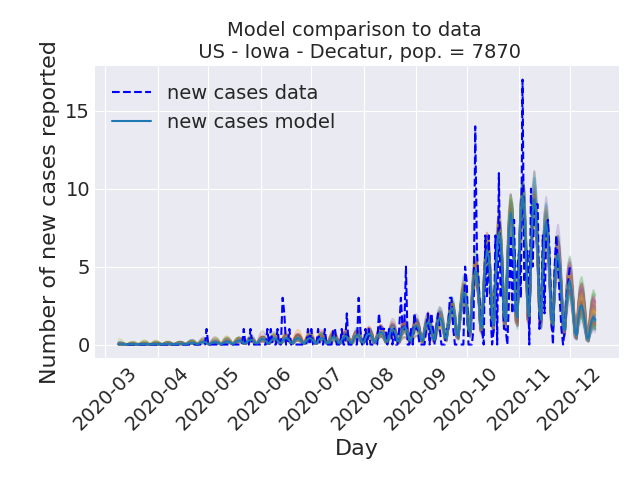 Model comparison to data
US - Iowa - Decatur, pop. = 7870
Number of new cases reported
15
10
5
0
new cases data
new cases model
2020-03
2020-04
2020-05
2020-06
2020-07
2020-08
2020-09
2020-10
2020-11
2020-12
Day